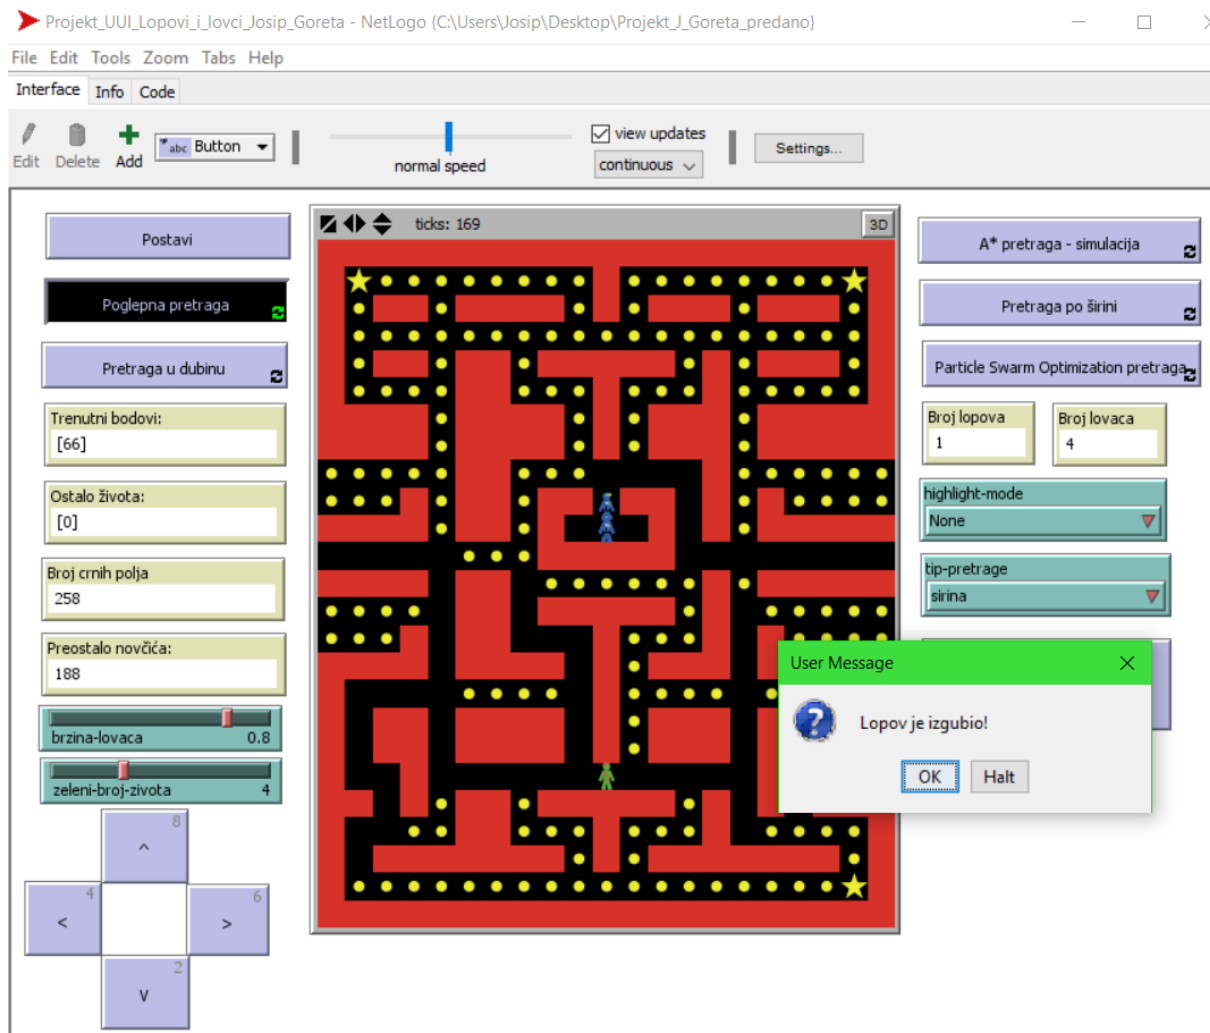 Projekt_UUI_Lopovi_i_lovci_Josip_Goreta - NetLogo {C:\Users\Josip\Desktop\Projekt_J_Goreta_predano}
File Edit Tools Zoom Tabs Help
Interface Info Code
Edit Delete Add abc Button
normal speed
view updates
continuous
Settings...
Postavi
Poglepna pretraga
Pretraga u dubinu
Trenutni bodovi:
[66]
Ostalo života:
[0]
Broj crnih polja
258
Preostalo novčića:
188
brzina-lovaca 0.8
zeleni-broj-zivota 4
8
^
4
<
6
>
2
v
ticks: 169
3D
A* pretraga - simulacija
Pretraga po širini
Particle Swarm Optimization pretraga
Broj lopova
1
Broj lovaca
4
highlight-mode
None
tip-pretrage
sirina
User Message
Lopov je izgubio!
OK Halt